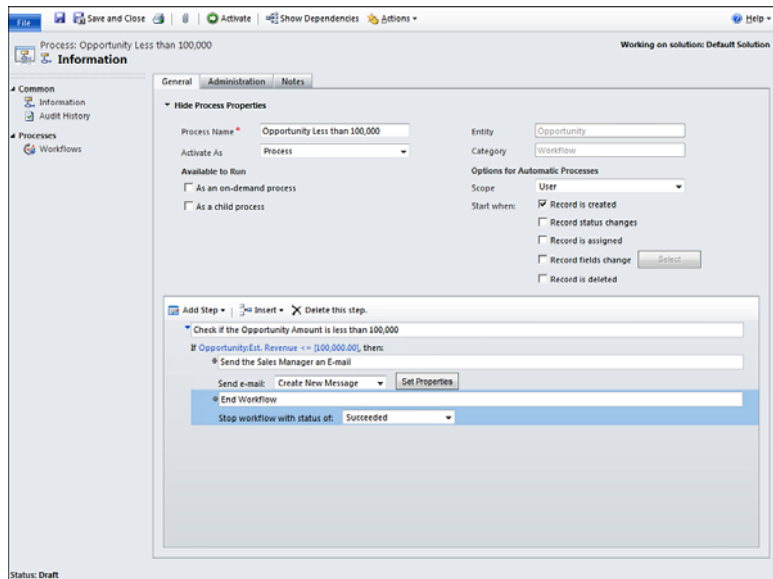 File Save and Close Activate Show Dependencies Actions Help
Process: Opportunity Less than 100,000
Information
Working on solution: Default Solution
Common
Information
Audit History
Processes
Workflows
General Administration Notes
Hide Process Properties
Process Name* Opportunity Less than 100,000
Entity Opportunity
Activate As Process
Category Workflow
Available to Run
Options for Automatic Processes
As an on-demand process
Scope User
As a child process
Start when: Record is created
Record status changes
Record is assigned
Record fields change Select
Record is deleted
Add Step Insert Delete this step.
Check if the Opportunity Amount is less than 100,000
If Opportunity:Est. Revenue <= [100,000.00], then:
Send the Sales Manager an E-mail
Send e-mail: Create New Message Set Properties
End Workflow
Stop workflow with status of: Succeeded
Status: Draft